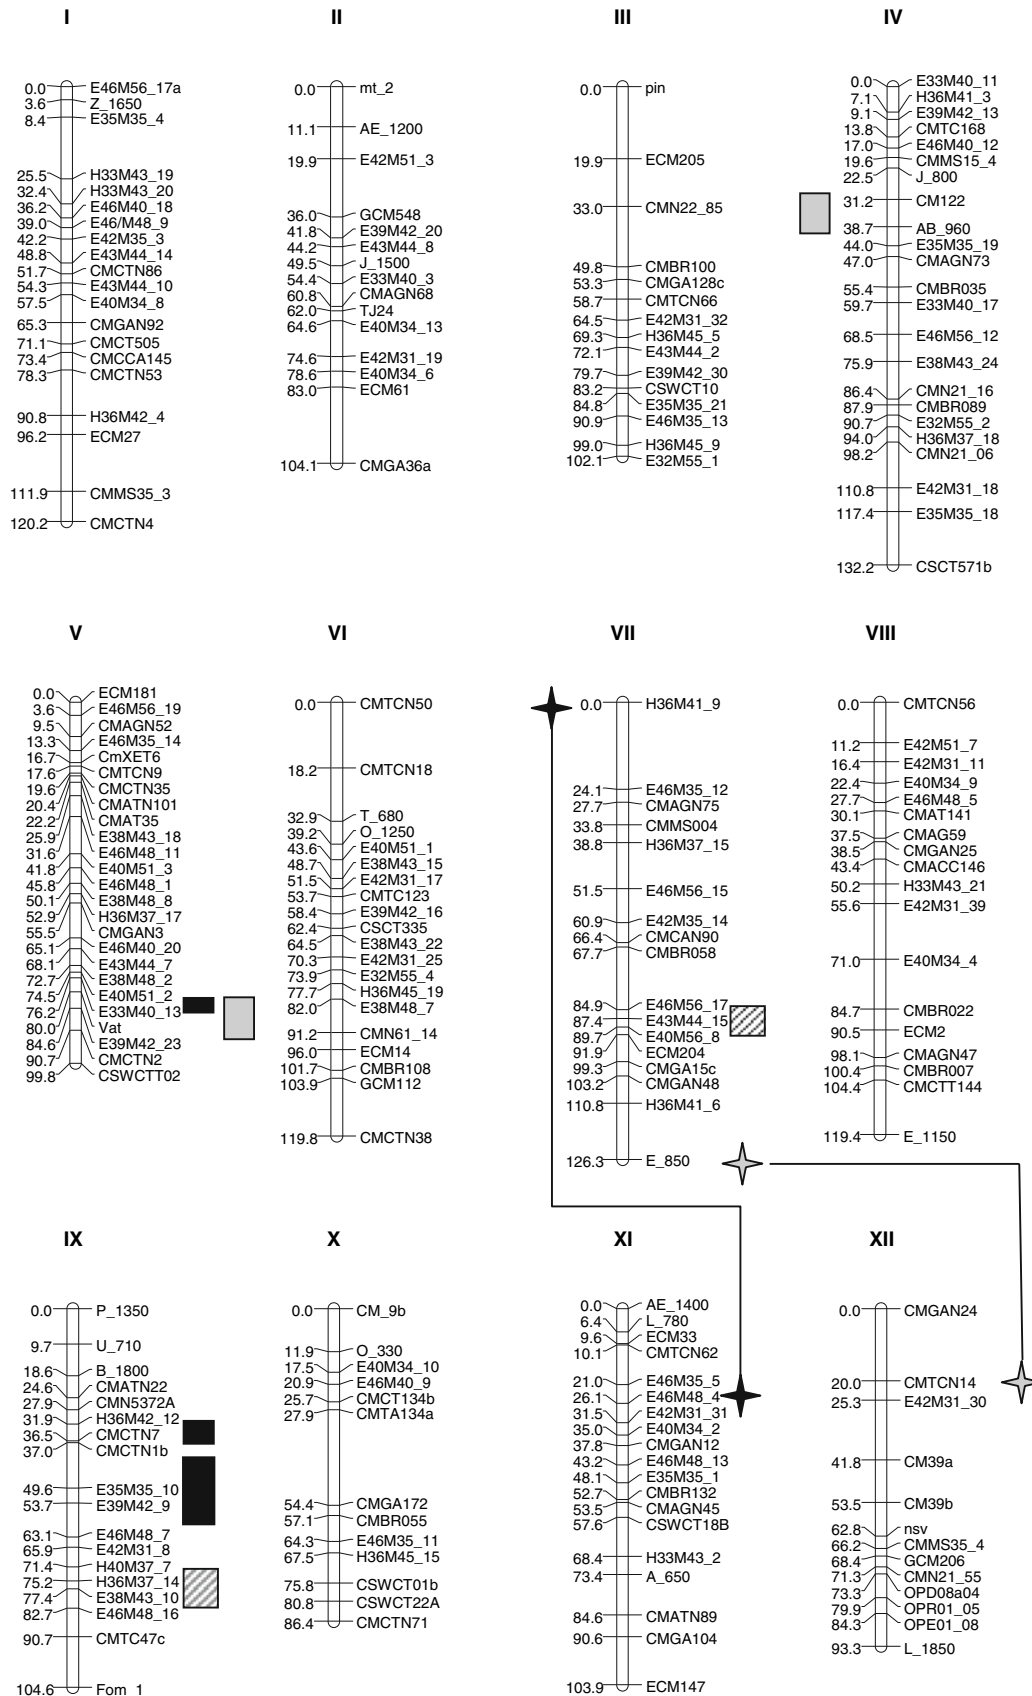 I
0.0 E46M56_17a
3.6 Z_1650
8.4 E35M35_4
25.5 H33M43_19
32.4 H33M43_20
36.2 E46M40_18
39.0 E46/M48_9
42.2 E42M35_3
48.8 E43M44_14
51.7 CMCTN86
54.3 E43M44_10
57.5 E40M34_8
65.3 CMGAN92
71.1 CMCT505
73.4 CMCCA145
78.3 CMCTN53
90.8 H36M42_4
96.2 ECM27
111.9 CMMS35_3
120.2 CMCTN4
II
0.0 mt_2
11.1 AE_1200
19.9 E42M51_3
36.0 GCM548
41.8 E39M42_20
44.2 E43M44_8
49.5 J_1500
54.4 E33M40_3
60.8 CMAGN68
62.0 TJ24
64.6 E40M34_13
74.6 E42M31_19
78.6 E40M34_6
83.0 ECM61
104.1 CMGA36a
III
0.0 pin
19.9 ECM205
33.0 CMN22_85
49.8 CMBR100
53.3 CMGA128c
58.7 CMTCN66
64.5 E42M31_32
69.3 H36M45_5
72.1 E43M44_2
79.7 E39M42_30
83.2 CSWCT10
84.8 E35M35_21
90.9 E46M35_13
99.0 H36M45_9
102.1 E32M55_1
IV
0.0 E33M40_11
7.1 H36M41_3
9.1 E39M42_13
13.8 CMTC168
17.0 E46M40_12
19.6 CMMS15_4
22.5 J_800
31.2 CM122
38.7 AB_960
44.0 E35M35_19
47.0 CMAGN73
55.4 CMBR035
59.7 E33M40_17
68.5 E46M56_12
75.9 E38M43_24
86.4 CMN21_16
87.9 CMBR089
90.7 E32M55_2
94.0 H36M37_18
98.2 CMN21_06
110.8 E42M31_18
117.4 E35M35_18
132.2 CSCT571b
V
0.0 ECM181
3.6 E46M56_19
9.5 CMAGN52
13.3 E46M35_14
16.7 CmXET6
17.6 CMTCN9
19.6 CMCTN35
20.4 CMATN101
22.2 CMAT35
25.9 E38M43_18
31.6 E46M48_11
41.8 E40M51_3
45.8 E46M48_1
50.1 E38M48_8
52.9 H36M37_17
55.5 CMGAN3
65.1 E46M40_20
68.1 E43M44_7
72.7 E38M48_2
74.5 E40M51_2
76.2 E33M40_13
80.0 Vat
84.6 E39M42_23
90.7 CMCTN2
99.8 CSWCTT02
VI
0.0 CMTCN50
18.2 CMTCN18
32.9 T_680
39.2 O_1250
43.6 E40M51_1
48.7 E38M43_15
51.5 E42M31_17
53.7 CMTC123
58.4 E39M42_16
62.4 CSCT335
64.5 E38M43_22
70.3 E42M31_25
73.9 E32M55_4
77.7 H36M45_19
82.0 E38M48_7
91.2 CMN61_14
96.0 ECM14
101.7 CMBR108
103.9 GCM112
119.8 CMCTN38
VII
0.0 H36M41_9
24.1 E46M35_12
27.7 CMAGN75
33.8 CMMS004
38.8 H36M37_15
51.5 E46M56_15
60.9 E42M35_14
66.4 CMCAN90
67.7 CMBR058
84.9 E46M56_17
87.4 E43M44_15
89.7 E40M56_8
91.9 ECM204
99.3 CMGA15c
103.2 CMGAN48
110.8 H36M41_6
126.3 E_850
VIII
0.0 CMTCN56
11.2 E42M51_7
16.4 E42M31_11
22.4 E40M34_9
27.7 E46M48_5
30.1 CMAT141
37.5 CMAG59
38.5 CMGAN25
43.4 CMACC146
50.2 H33M43_21
55.6 E42M31_39
71.0 E40M34_4
84.7 CMBR022
90.5 ECM2
98.1 CMAGN47
100.4 CMBR007
104.4 CMCTT144
119.4 E_1150
IX
0.0 P_1350
9.7 U_710
18.6 B_1800
24.6 CMATN22
27.9 CMN5372A
31.9 H36M42_12
36.5 CMCTN7
37.0 CMCTN1b
49.6 E35M35_10
53.7 E39M42_9
63.1 E46M48_7
65.9 E42M31_8
71.4 H40M37_7
75.2 H36M37_14
77.4 E38M43_10
82.7 E46M48_16
90.7 CMTC47c
104.6 Fom_1
X
0.0 CM_9b
11.9 O_330
17.5 E40M34_10
20.9 E46M40_9
25.7 CMCT134b
27.9 CMTA134a
54.4 CMGA172
57.1 CMBR055
64.3 E46M35_11
67.5 H36M45_15
75.8 CSWCT01b
80.8 CSWCT22A
86.4 CMCTN71
XI
0.0 AE_1400
6.4 L_780
9.6 ECM33
10.1 CMTCN62
21.0 E46M35_5
26.1 E46M48_4
31.5 E42M31_31
35.0 E40M34_2
37.8 CMGAN12
43.2 E46M48_13
48.1 E35M35_1
52.7 CMBR132
53.5 CMAGN45
57.6 CSWCT18B
68.4 H33M43_2
73.4 A_650
84.6 CMATN89
90.6 CMGA104
103.9 ECM147
XII
0.0 CMGAN24
20.0 CMTCN14
25.3 E42M31_30
41.8 CM39a
53.5 CM39b
62.8 nsv
66.2 CMMS35_4
68.4 GCM206
71.3 CMN21_55
73.3 OPD08a04
79.9 OPR01_05
84.3 OPE01_08
93.3 L_1850